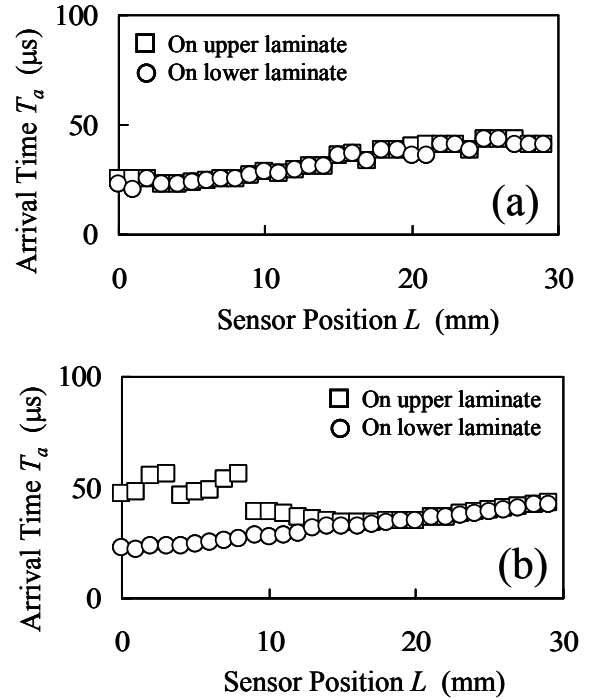 100
On upper laminate
On lower laminate
50
0
Arrival Time Ta (μs)
(a)
0 10 20 30
Sensor Position L (mm)
100
On upper laminate
On lower laminate
50
0
Arrival Time Ta (μs)
(b)
0 10 20 30
Sensor Position L (mm)